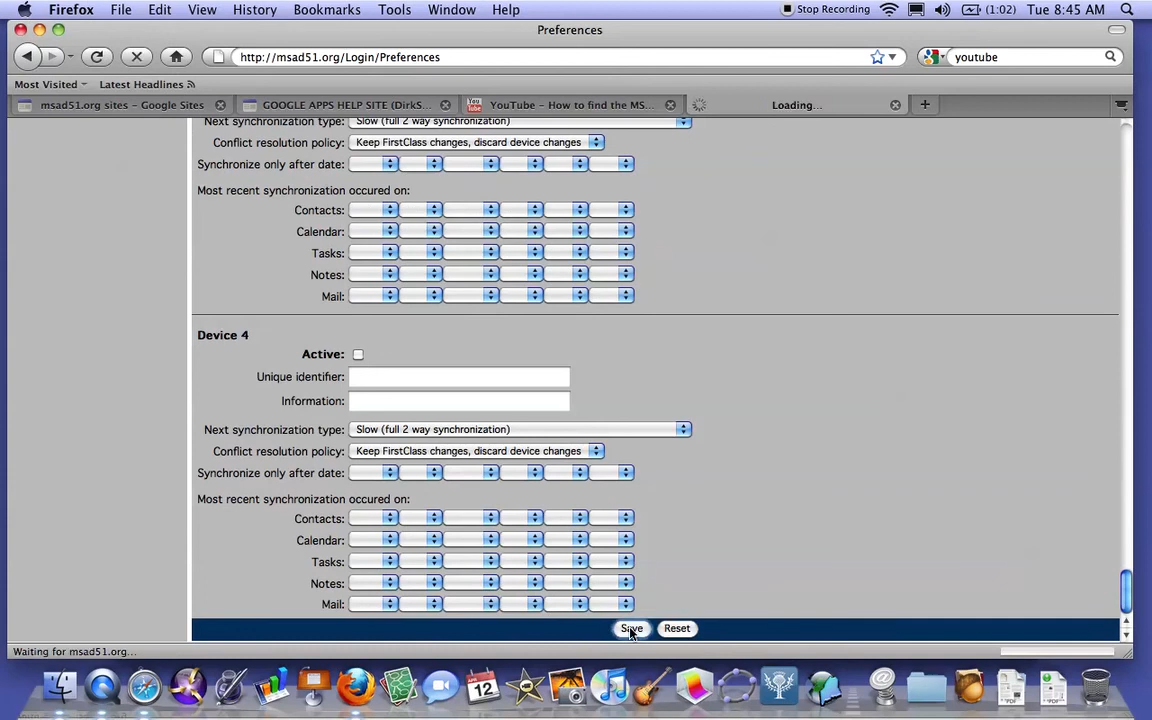 Firefox File Edit View History Bookmarks Tools Window Help Stop Recording (1:02) Tue 8:45 AM
Preferences
http://msad51.org/Login/Preferences youtube
Most Visited Latest Headlines
msad51.org sites – Google Sites GOOGLE APPS HELP SITE (DirkS... You Tube YouTube – How to find the MS... Loading...
Next synchronization type: Slow (full 2 way synchronization)
Conflict resolution policy: Keep FirstClass changes, discard device changes
Synchronize only after date:
Most recent synchronization occured on:
Contacts:
Calendar:
Tasks:
Notes:
Mail:
Device 4
Active:
Unique identifier:
Information:
Next synchronization type: Slow (full 2 way synchronization)
Conflict resolution policy: Keep FirstClass changes, discard device changes
Synchronize only after date:
Most recent synchronization occured on:
Contacts:
Calendar:
Tasks:
Notes:
Mail:
Save Reset
Waiting for msad51.org...
APR
12